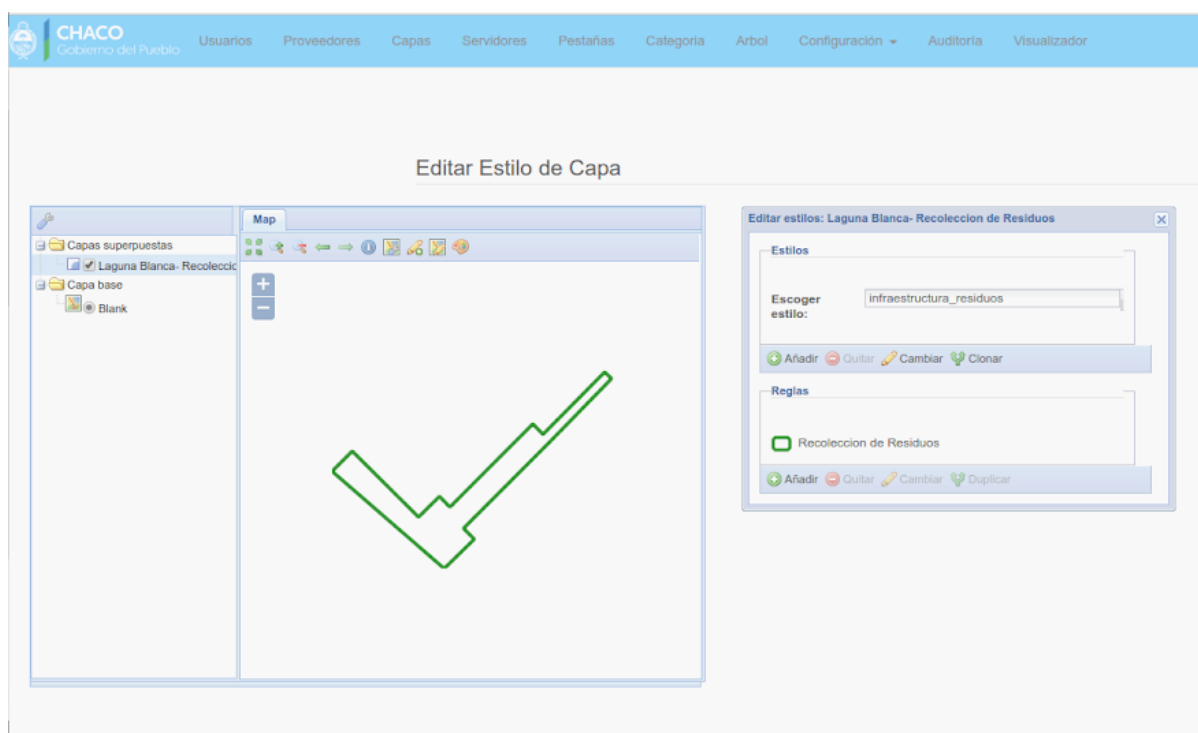 CHACO
Gobierno del Pueblo
Usuarios Proveedores Capas Servidores Pestañas Categoria Arbol Configuración Auditoría Visualizador
Editar Estilo de Capa
Capas superpuestas
Laguna Blanca- Recoleccic
Capa base
Blank
Map
+
−
Editar estilos: Laguna Blanca- Recoleccion de Residuos
Estilos
Escoger estilo:
infraestructura_residuos
Añadir Quitar Cambiar Clonar
Reglas
Recoleccion de Residuos
Añadir Quitar Cambiar Duplicar